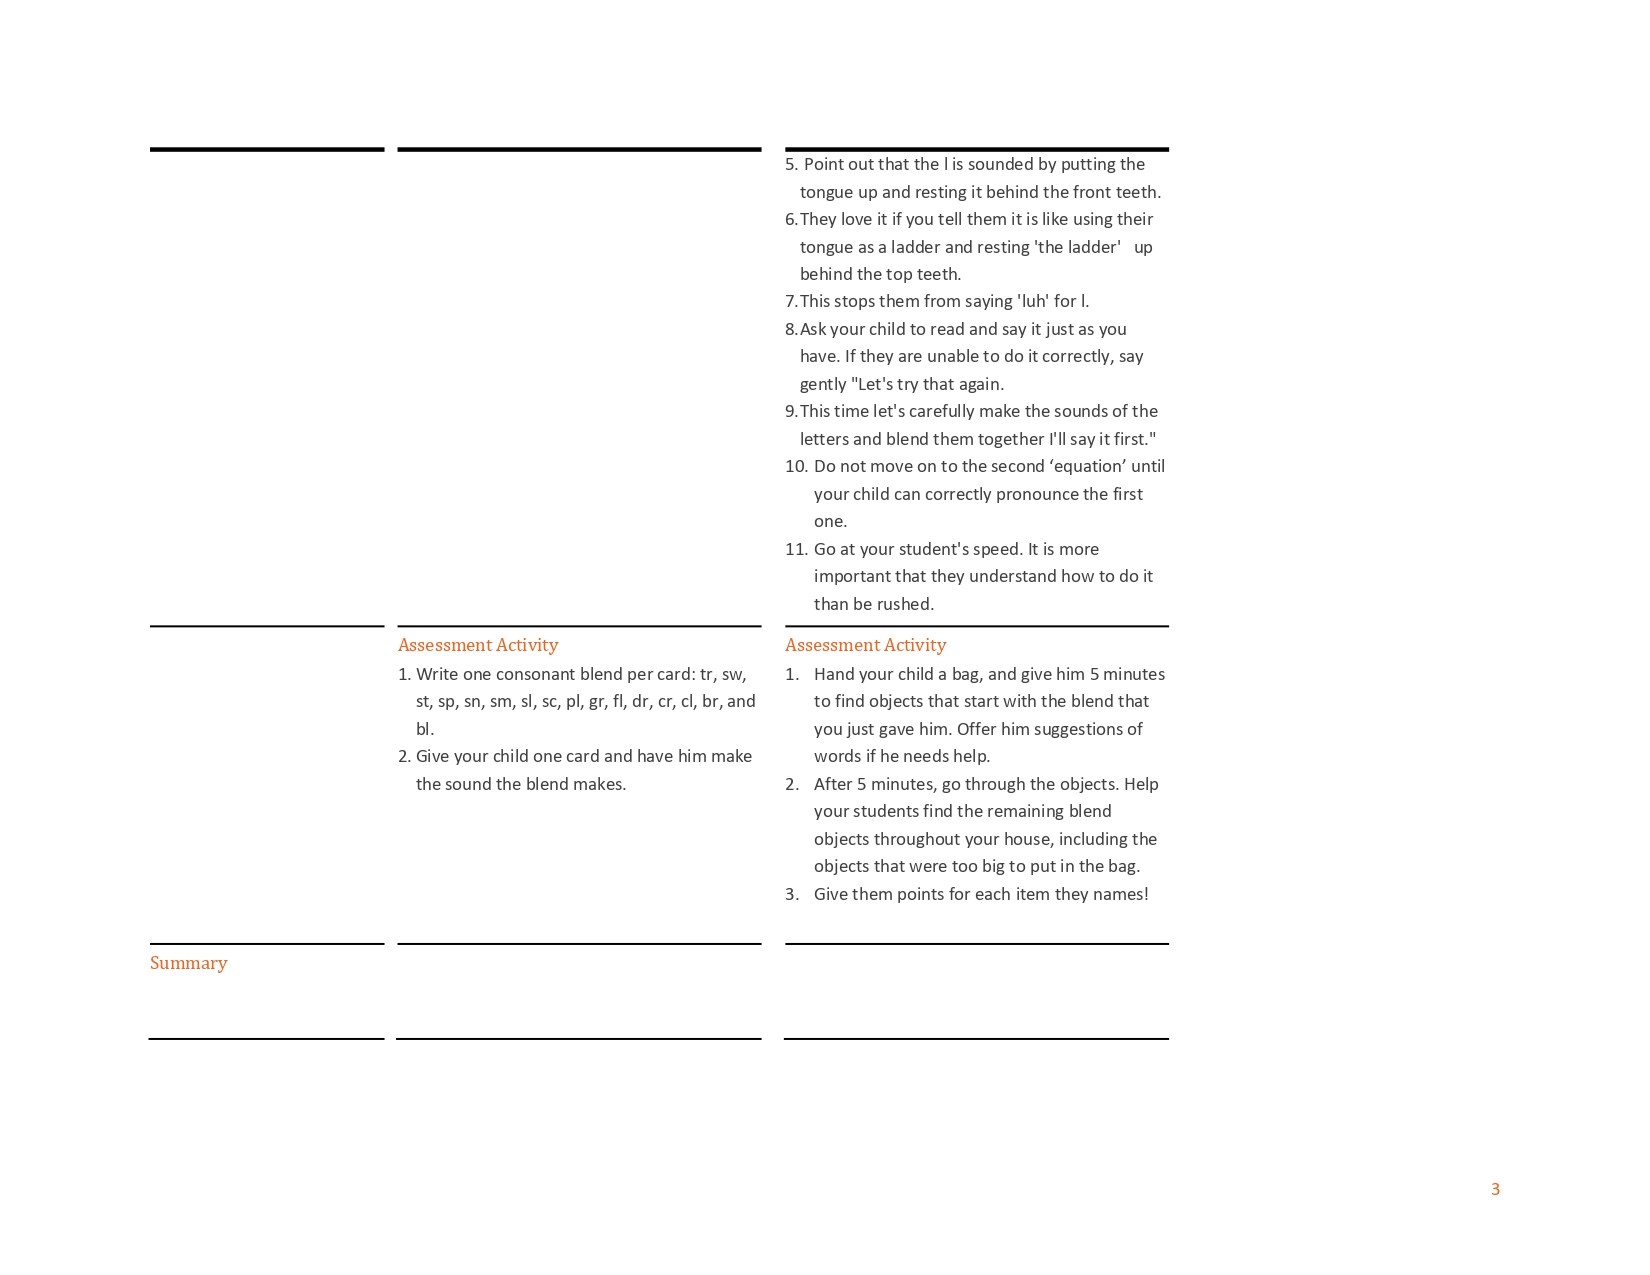 5. Point out that the l is sounded by putting the
tongue up and resting it behind the front teeth.
6.They love it if you tell them it is like using their
tongue as a ladder and resting 'the ladder'   up
behind the top teeth.
7.This stops them from saying 'luh' for l.
8.Ask your child to read and say it just as you
have. If they are unable to do it correctly, say
gently "Let's try that again.
9.This time let's carefully make the sounds of the
letters and blend them together I'll say it first."
10. Do not move on to the second ‘equation’ until
your child can correctly pronounce the first
one.
11. Go at your student's speed. It is more
important that they understand how to do it
than be rushed.
Assessment Activity
1. Write one consonant blend per card: tr, sw,
st, sp, sn, sm, sl, sc, pl, gr, fl, dr, cr, cl, br, and
bl.
2. Give your child one card and have him make
the sound the blend makes.
Assessment Activity
1. Hand your child a bag, and give him 5 minutes
to find objects that start with the blend that
you just gave him. Offer him suggestions of
words if he needs help.
2. After 5 minutes, go through the objects. Help
your students find the remaining blend
objects throughout your house, including the
objects that were too big to put in the bag.
3. Give them points for each item they names!
Summary
3